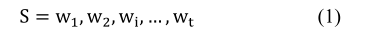 S = w₁, w₂, wᵢ, … , wₜ (1)